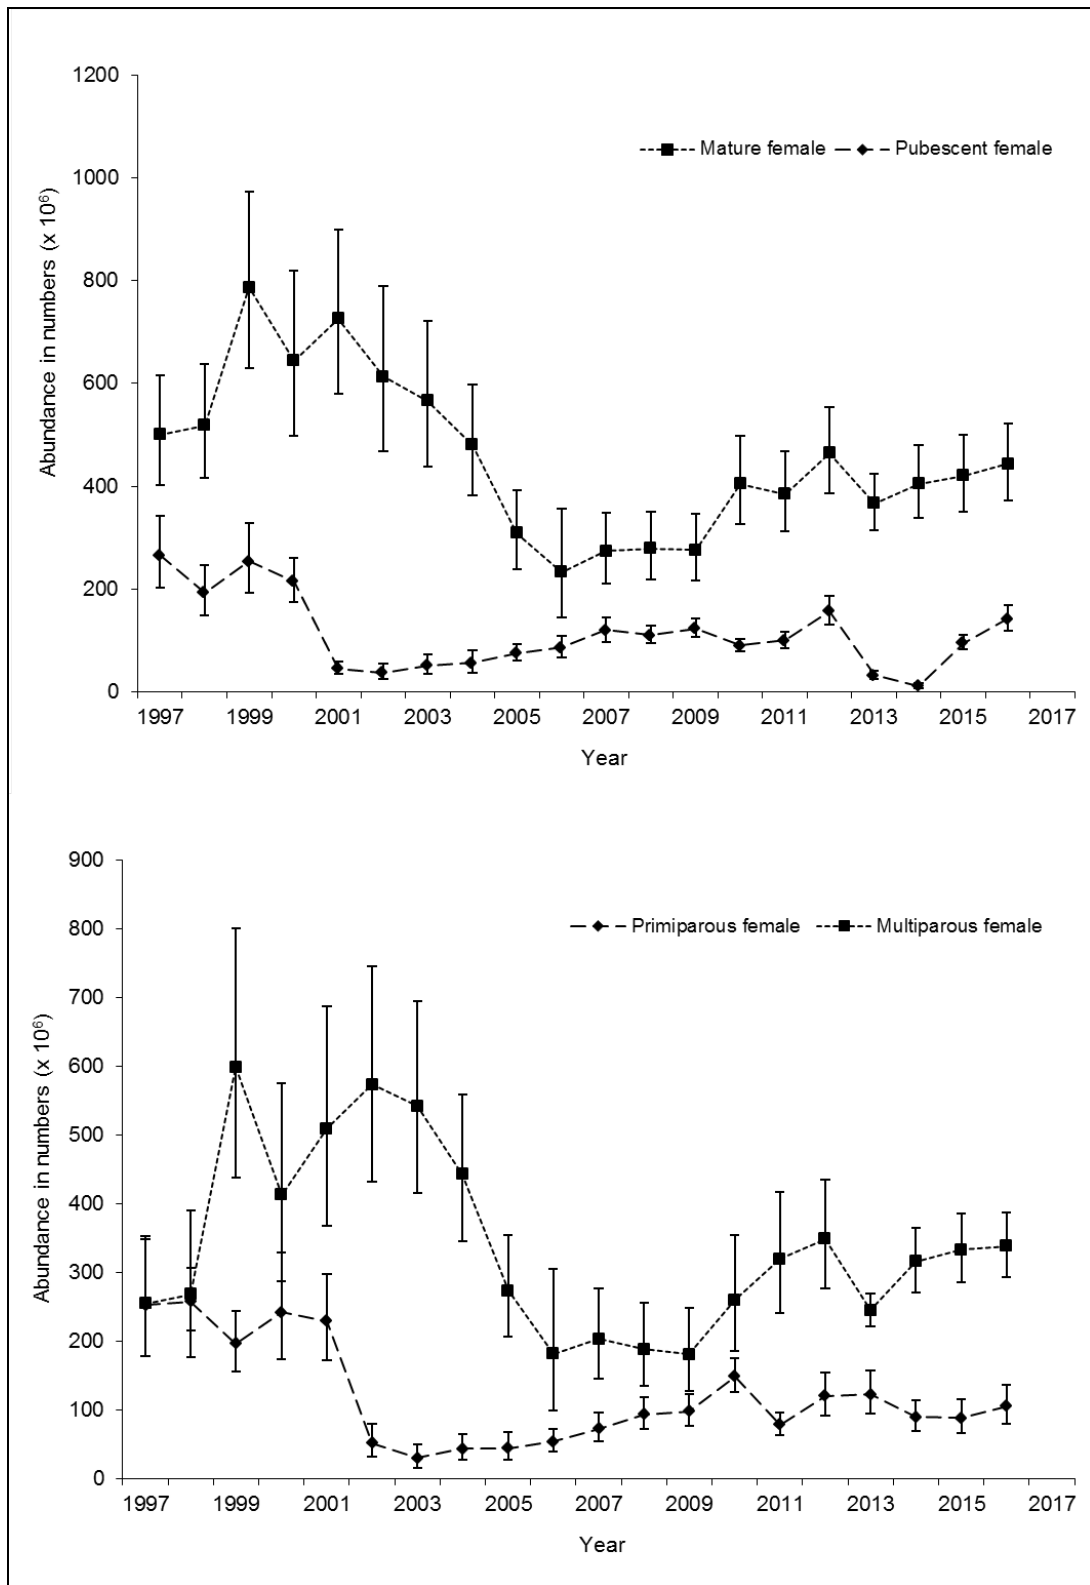 1200
1000
800
600
400
200
0
Abundance in numbers (x 10⁶)
Mature female Pubescent female
1997 1999 2001 2003 2005 2007 2009 2011 2013 2015 2017
Year
900
800
700
600
500
400
300
200
100
0
Abundance in numbers (x 10⁶)
Primiparous female Multiparous female
1997 1999 2001 2003 2005 2007 2009 2011 2013 2015 2017
Year